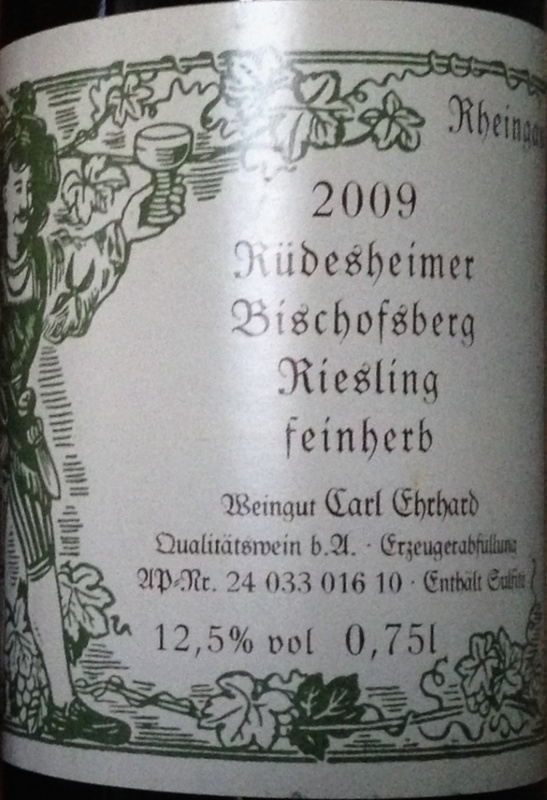 Rheingau
2009
Rüdesheimer
Bischofsberg
Riesling
feinherb
Weingut Carl Ehrhard
Qualitätswein b.A. · Erzeugerabfüllung
AP-Nr. 24 033 016 10 · Enthält Sulfite
12,5% vol 0,75l